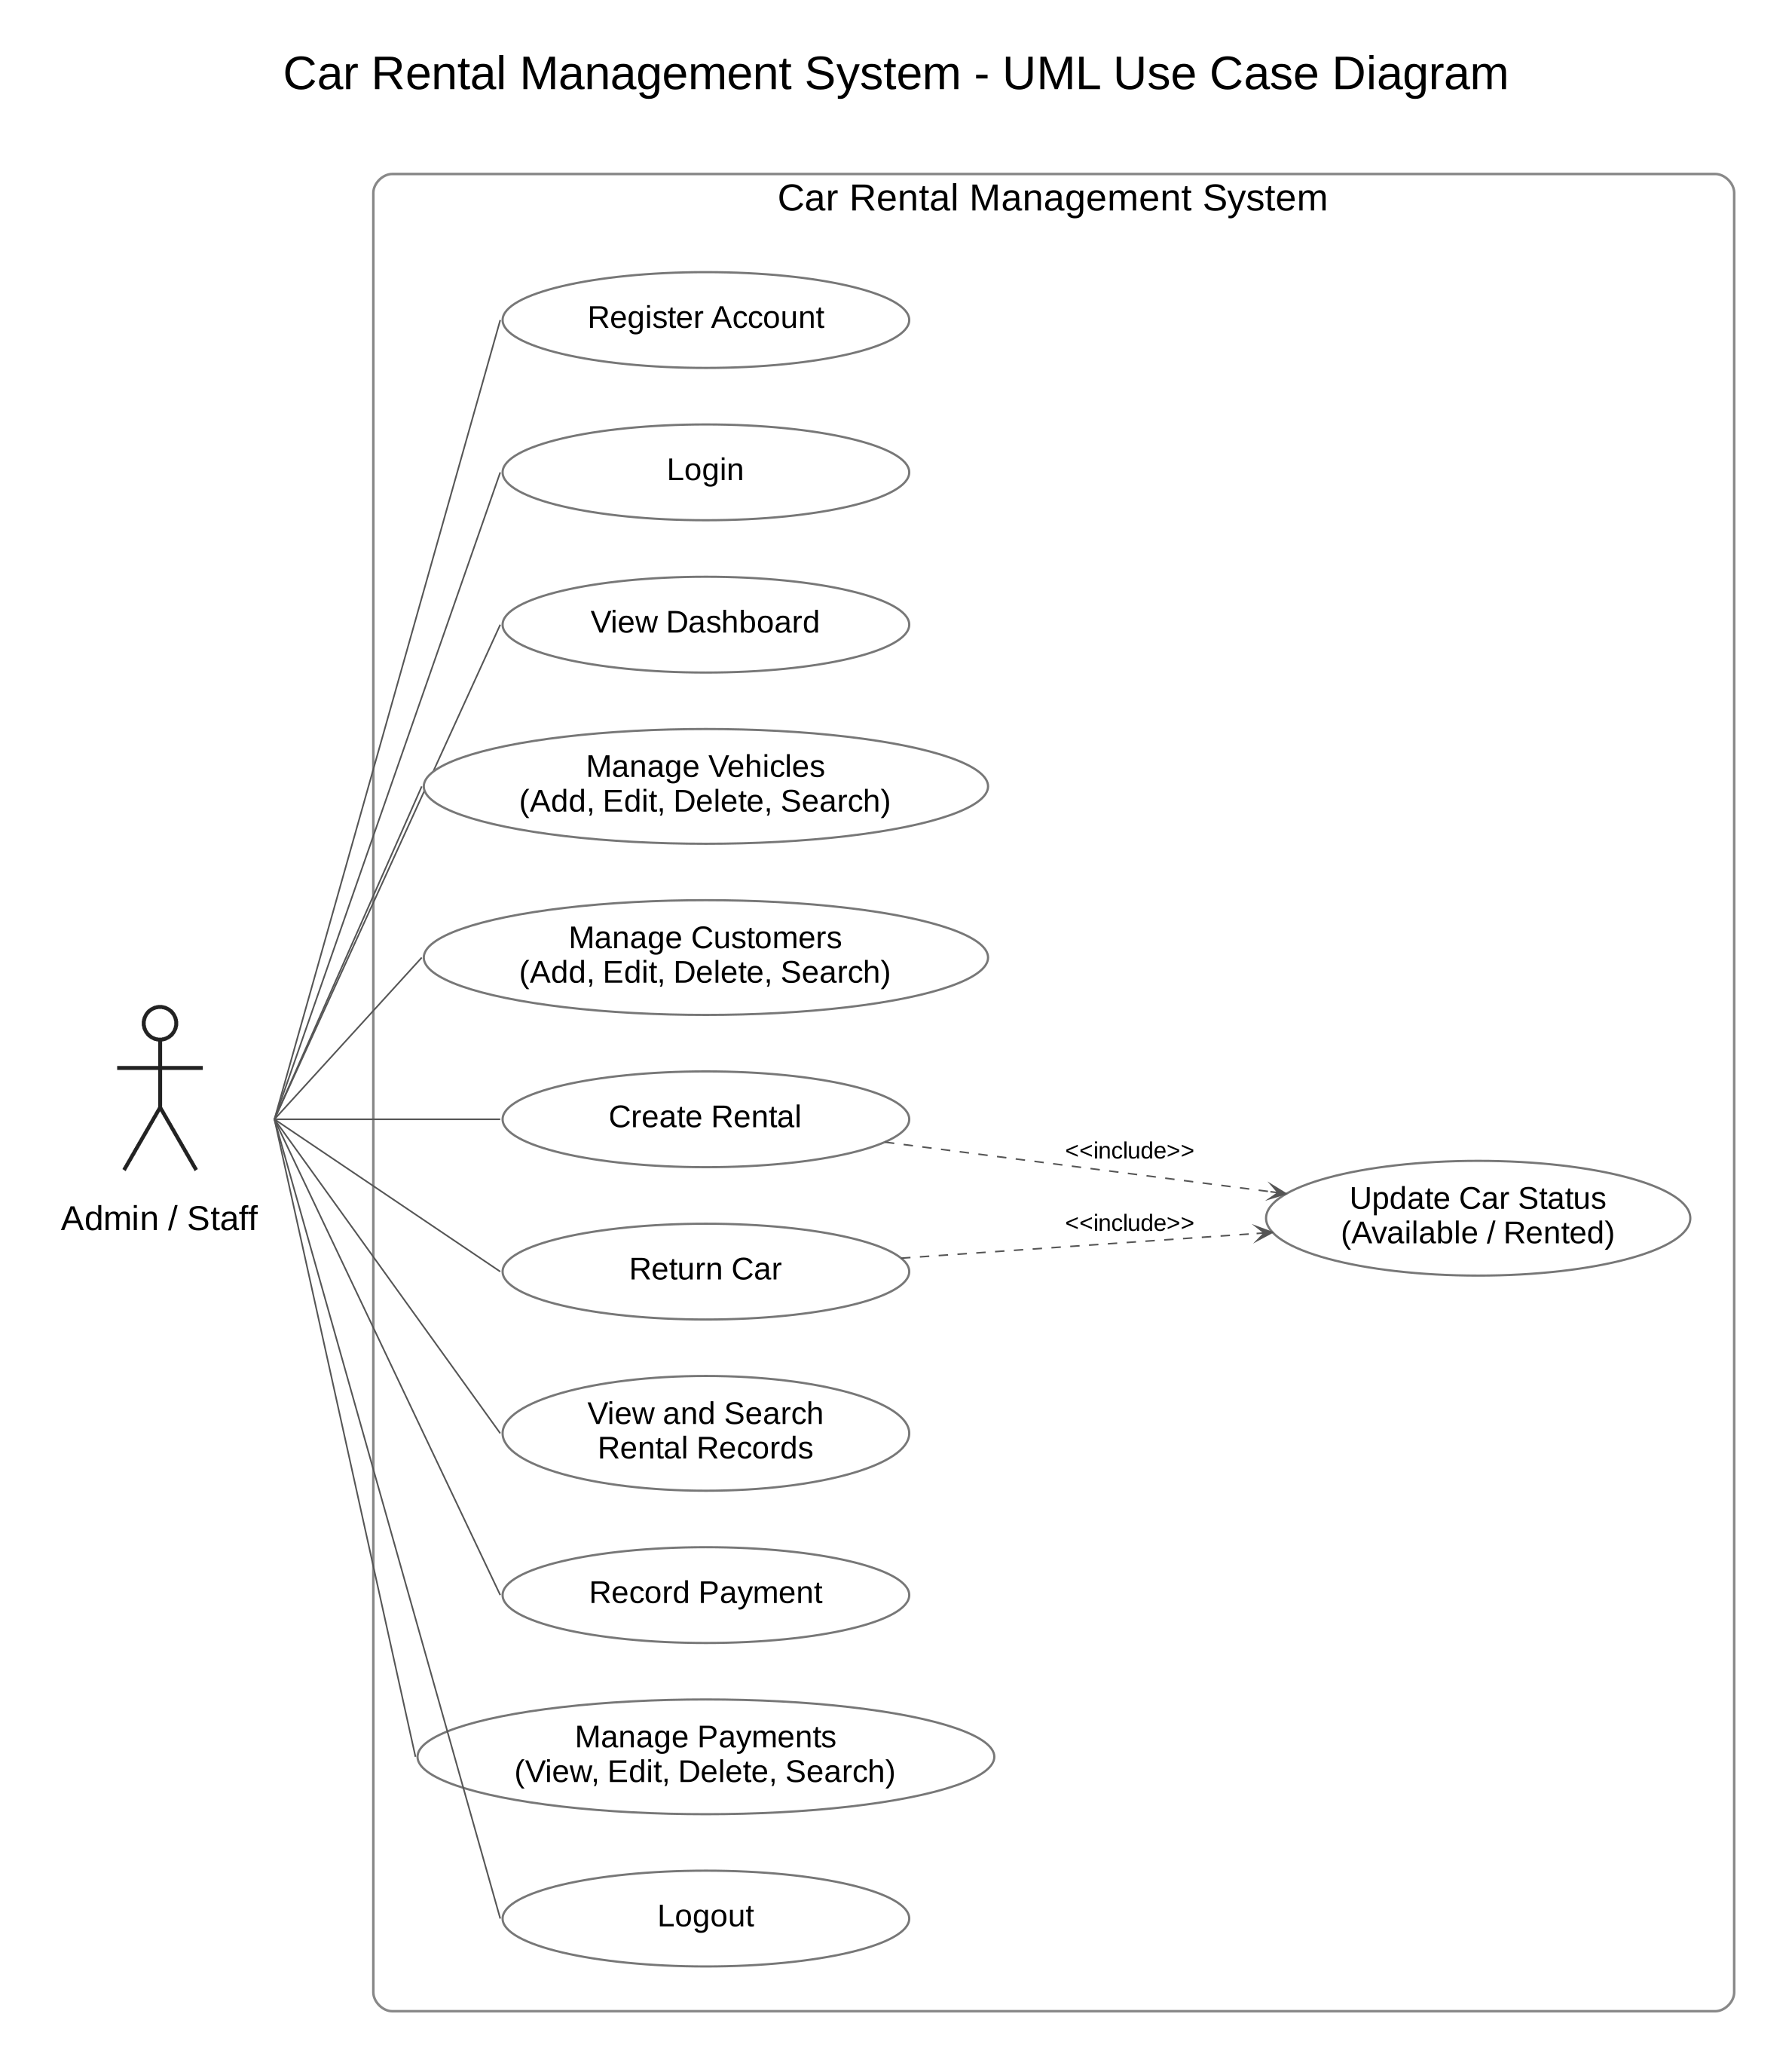 Car Rental Management System - UML Use Case Diagram
Car Rental Management System
Register Account
Login
View Dashboard
Manage Vehicles
(Add, Edit, Delete, Search)
Manage Customers
(Add, Edit, Delete, Search)
Admin / Staff
Create Rental
<<include>>
Update Car Status
(Available / Rented)
<<include>>
Return Car
View and Search
Rental Records
Record Payment
Manage Payments
(View, Edit, Delete, Search)
Logout